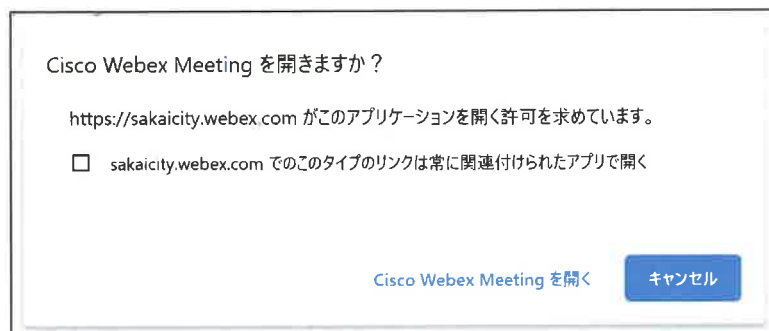 Cisco Webex Meeting を開きますか？
https://sakaicity.webex.com がこのアプリケーションを開く許可を求めています。
sakaicity.webex.com でのこのタイプのリンクは常に関連付けられたアプリで開く
Cisco Webex Meeting を開く
キャンセル